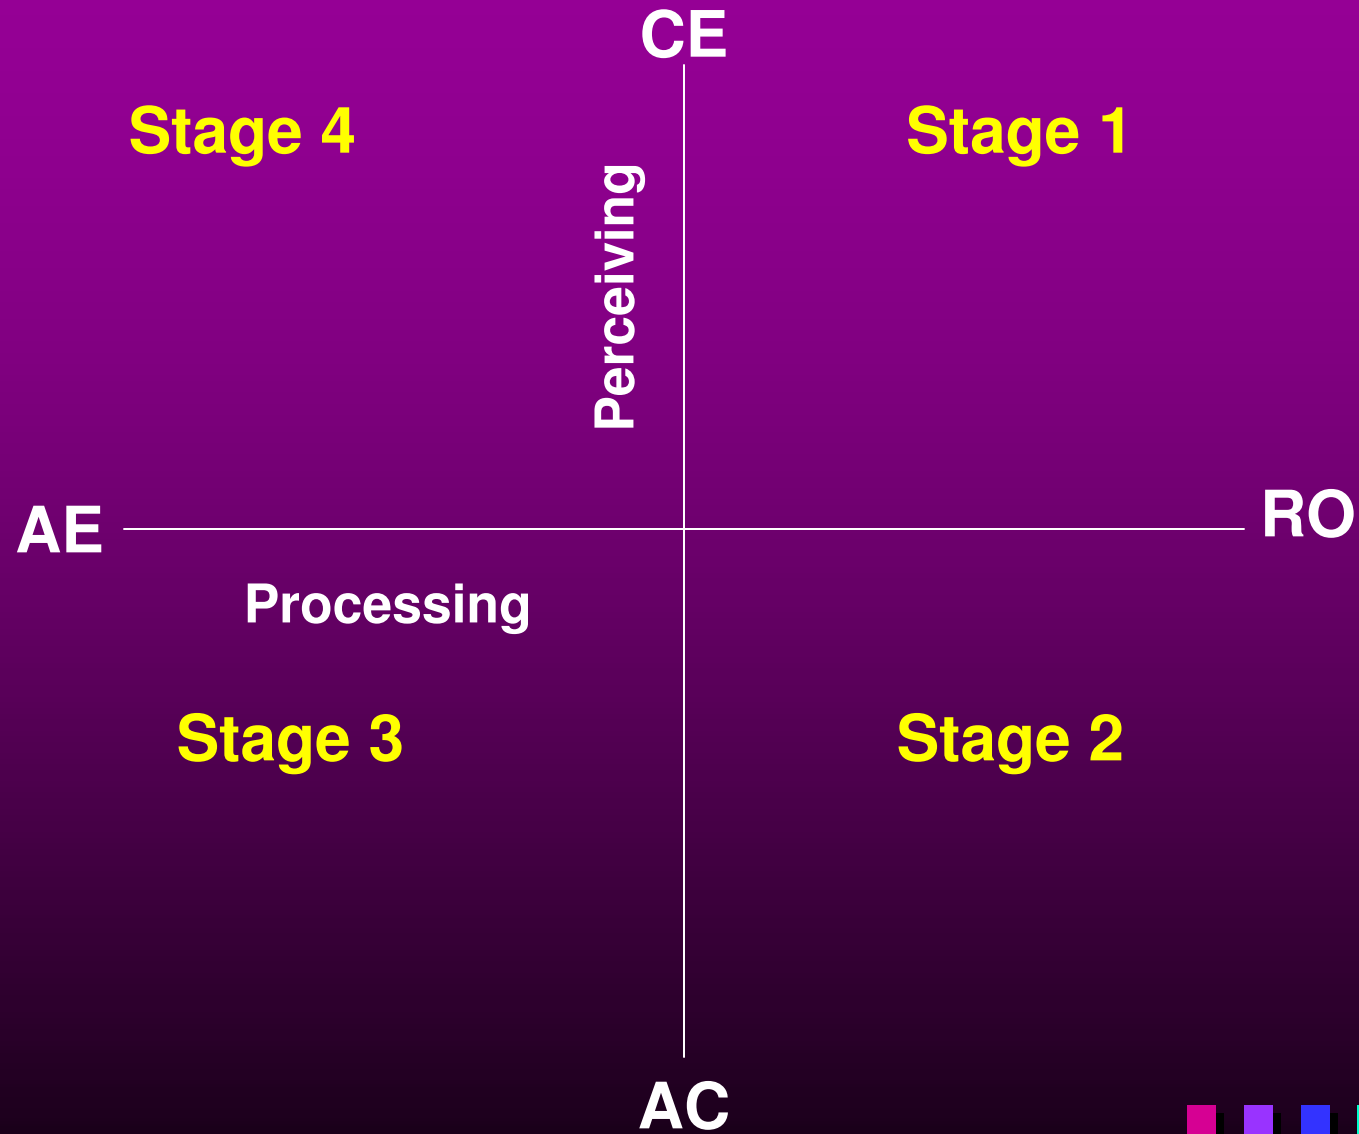 CE
Stage 4
Stage 1
Perceiving
AE
RO
Processing
Stage 3
Stage 2
AC